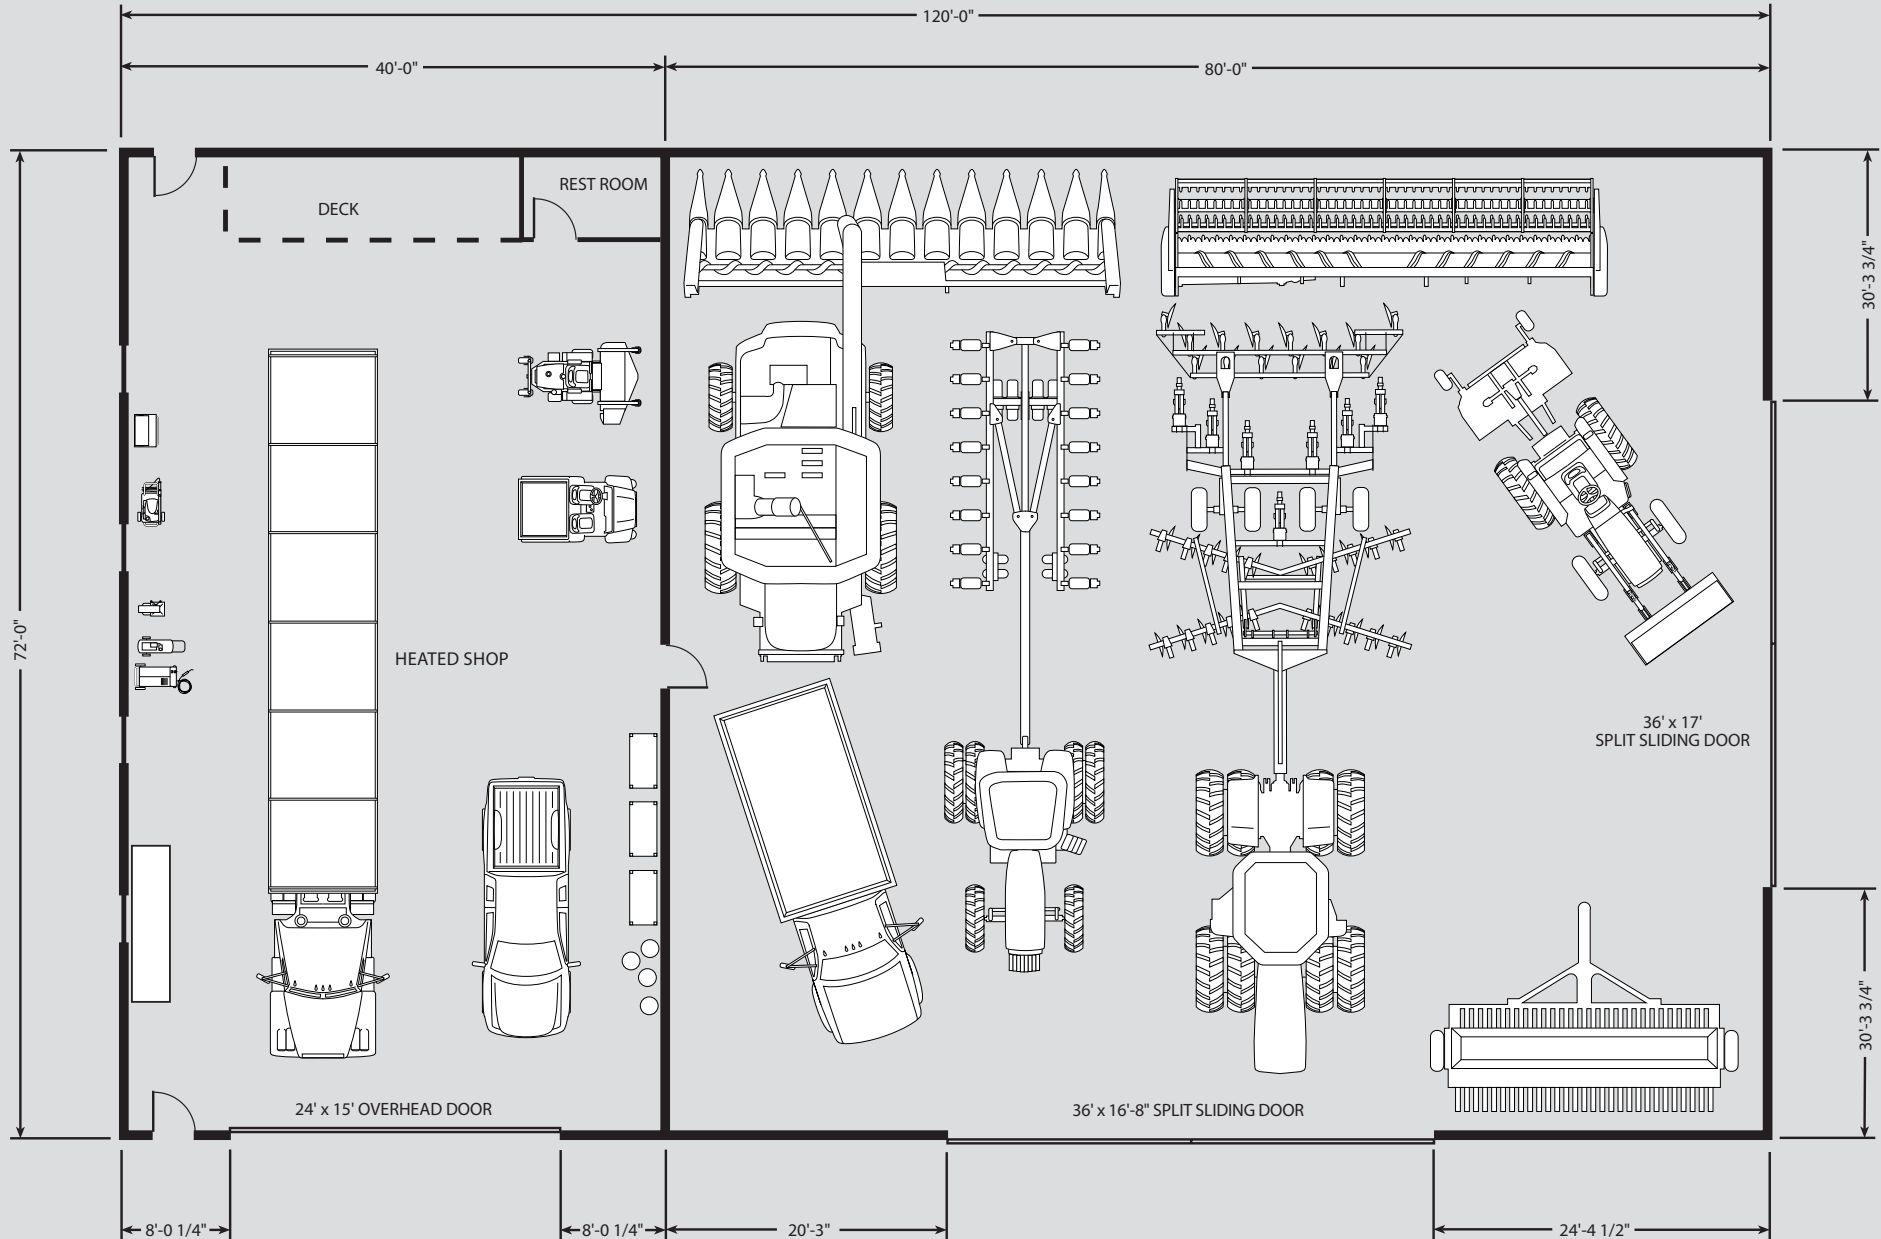 120'-0"
40'-0"
80'-0"
REST ROOM
DECK
30'-3 3/4"
72'-0"
HEATED SHOP
36' x 17'
SPLIT SLIDING DOOR
30'-3 3/4"
24' x 15' OVERHEAD DOOR
36' x 16'-8" SPLIT SLIDING DOOR
8'-0 1/4"
8'-0 1/4"
20'-3"
24'-4 1/2"